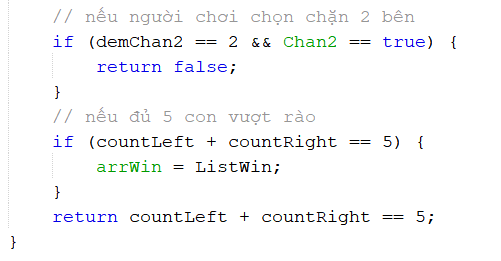 // nếu người chơi chọn chặn 2 bên
if (demChan2 == 2 && Chan2 == true) {
return false;
}
// nếu đủ 5 con vượt rào
if (countLeft + countRight == 5) {
arrWin = ListWin;
}
return countLeft + countRight == 5;
}